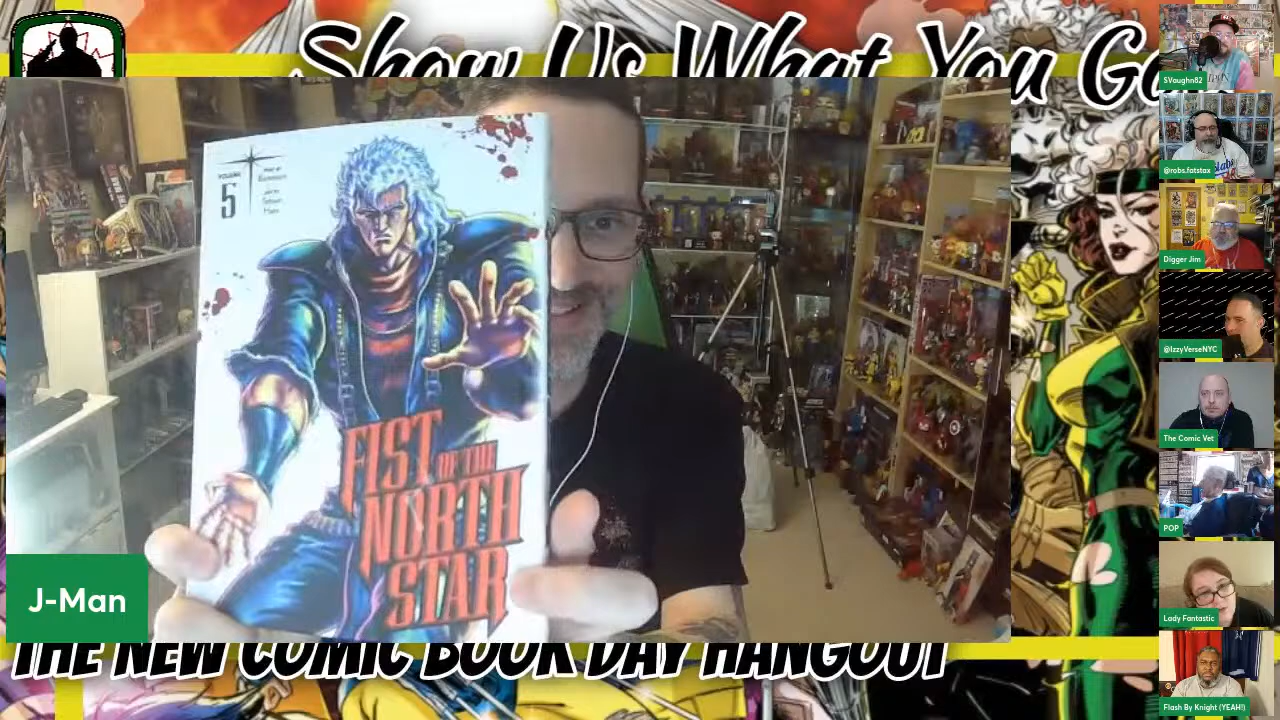 Show Us What You Go
SVaughn82
@robs.fatstax
Digger Jim
@IzzyVerseNYC
The Comic Vet
POP
Lady Fantastic
Flash By Knight (YEAH!)
VOLUME
5
FIST OF THE
NORTH
STAR
J-Man
THE NEW COMIC BOOK DAY HANGOUT